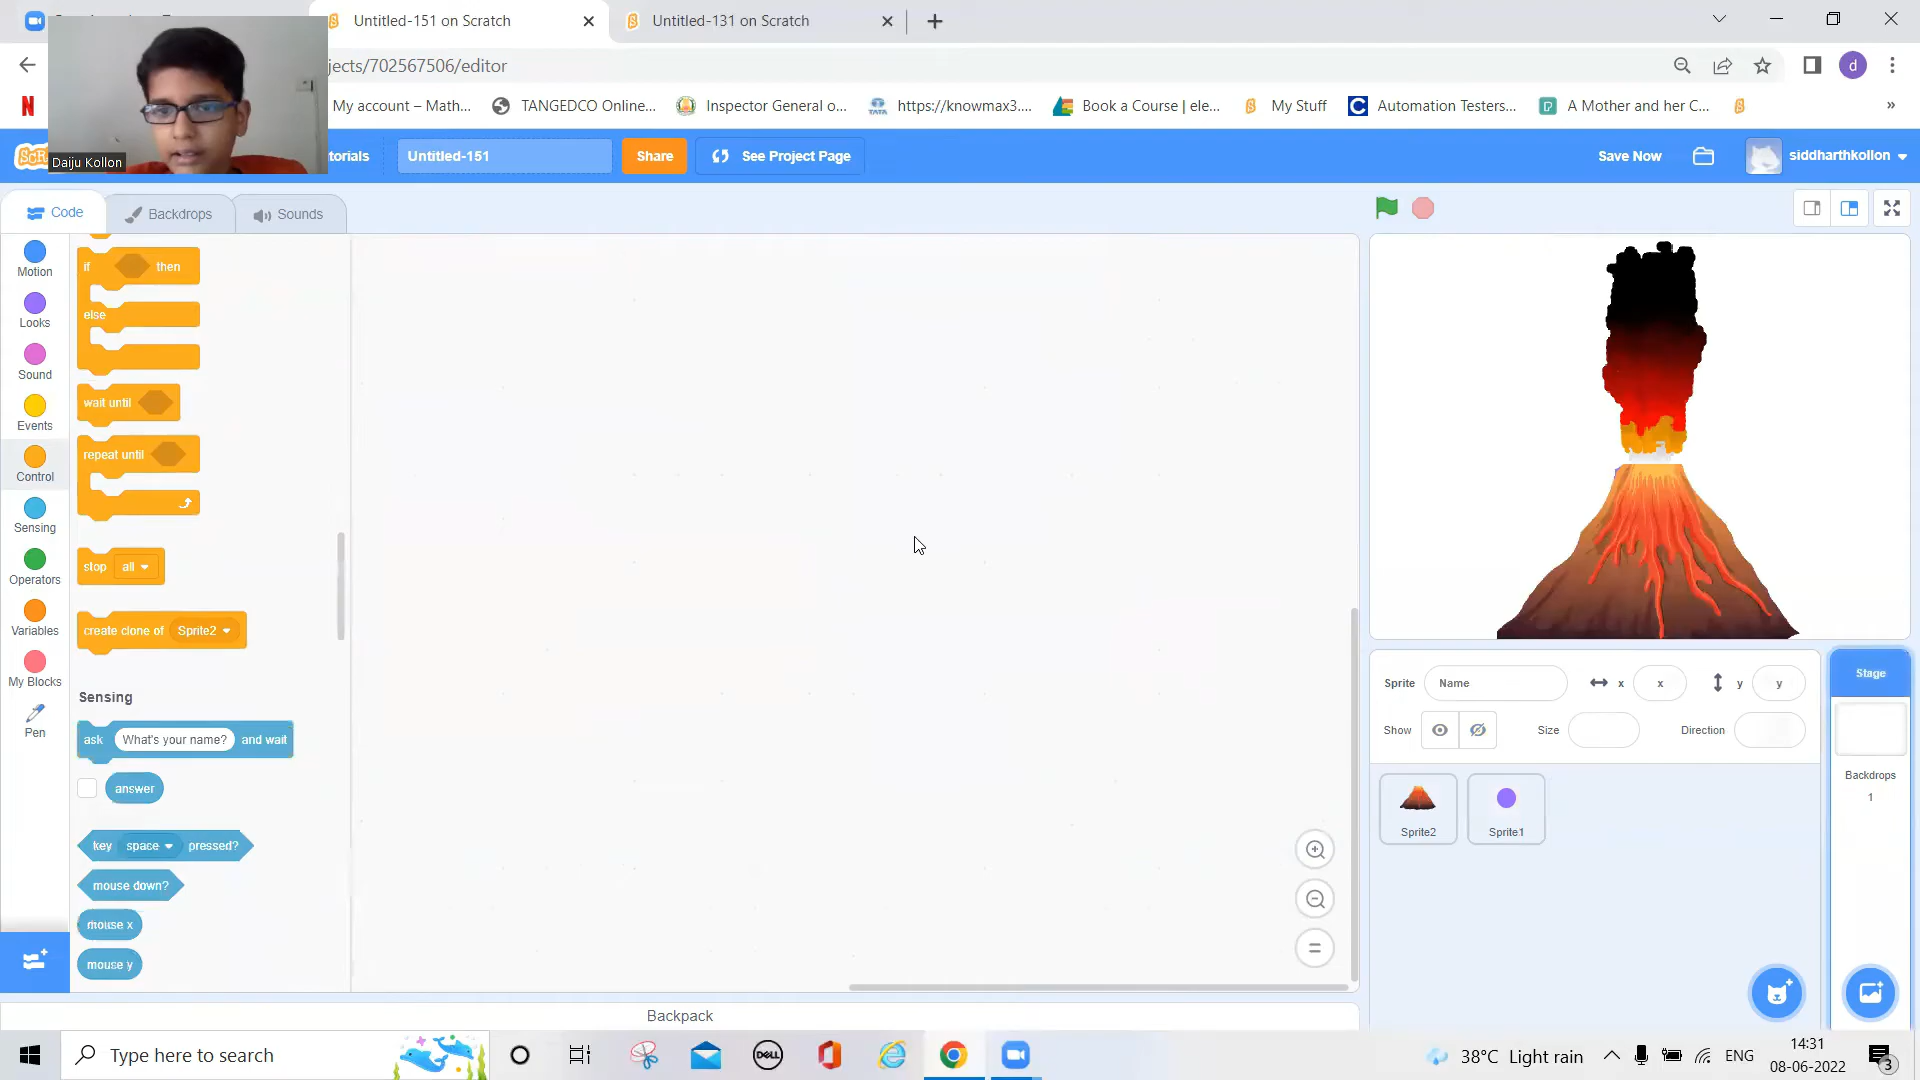 Untitled-151 on Scratch
Untitled-131 on Scratch
jects/702567506/editor
d
My account – Math...
TANGEDCO Online...
Inspector General o...
https://knowmax3....
Book a Course | ele...
My Stuff
Automation Testers...
A Mother and her C...
»
Daiju Kollon
torials
Untitled-151
Share
See Project Page
Save Now
siddharthkollon
Code
Backdrops
Sounds
Motion
Looks
Sound
Events
Control
Sensing
Operators
Variables
My Blocks
Pen
if then
else
wait until
repeat until
stop all
create clone of Sprite2
Sensing
ask What's your name? and wait
answer
key space pressed?
mouse down?
mouse x
mouse y
Backpack
Sprite Name x x y y
Show Size Direction
Sprite2
Sprite1
Stage
Backdrops
1
Type here to search
DELL
38°C Light rain
ENG
14:31
08-06-2022
3